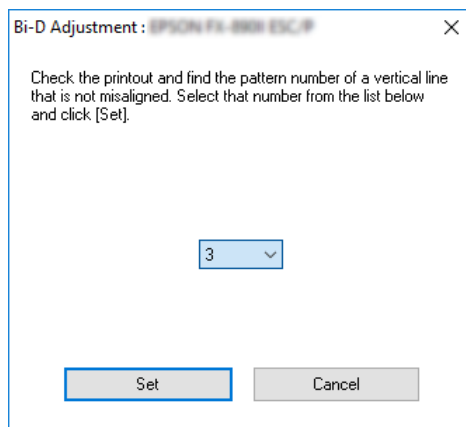 Bi-D Adjustment :
Check the printout and find the pattern number of a vertical line
that is not misaligned. Select that number from the list below
and click [Set].
3
Set
Cancel